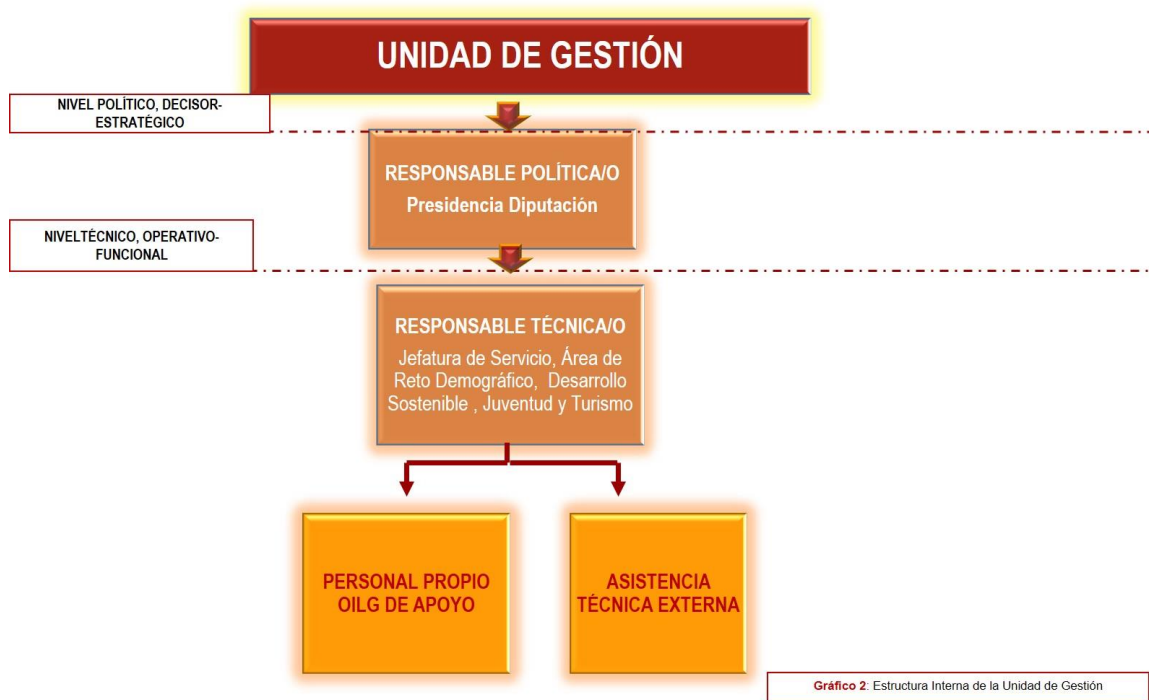 UNIDAD DE GESTIÓN
NIVEL POLÍTICO, DECISOR-
ESTRATÉGICO
RESPONSABLE POLÍTICA/O
Presidencia Diputación
NIVELTÉCNICO, OPERATIVO-
FUNCIONAL
RESPONSABLE TÉCNICA/O
Jefatura de Servicio, Área de
Reto Demográfico, Desarrollo
Sostenible , Juventud y Turismo
PERSONAL PROPIO
OILG DE APOYO
ASISTENCIA
TÉCNICA EXTERNA
Gráfico 2: Estructura Interna de la Unidad de Gestión